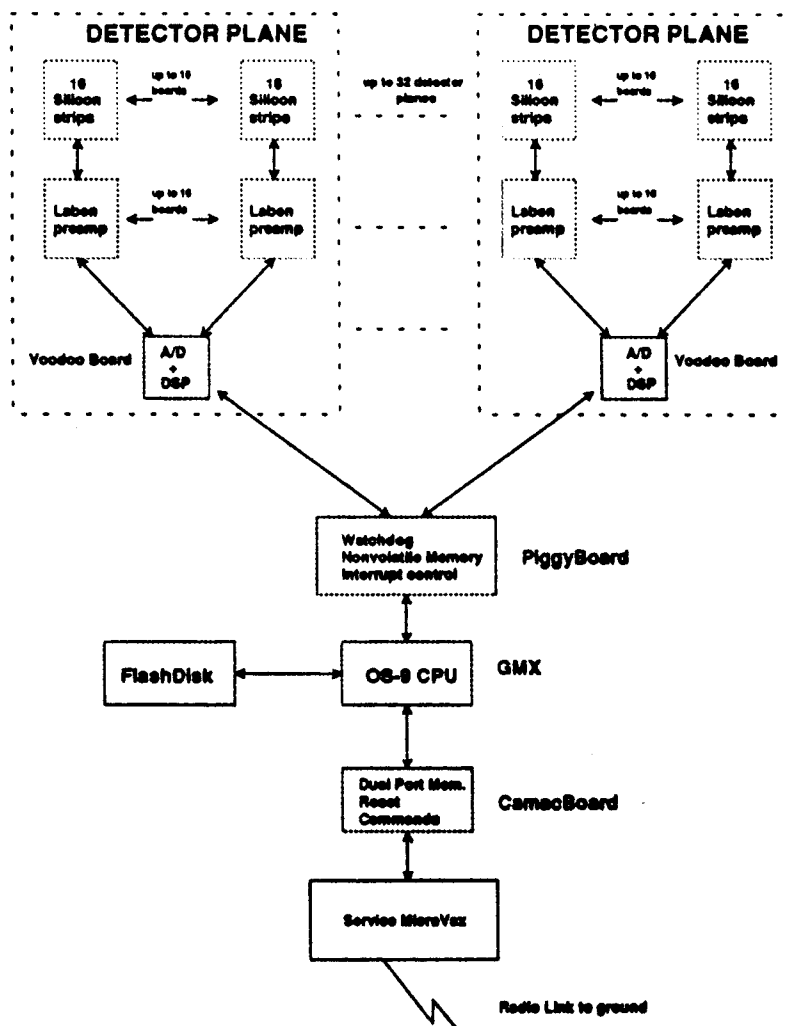 DETECTOR PLANE
DETECTOR PLANE
16
Silicon
strips
up to 16
boards
16
Silicon
strips
up to 32 detector
planes
16
Silicon
strips
up to 16
boards
16
Silicon
strips
Laben
preamp
up to 16
boards
Laben
preamp
Laben
preamp
up to 16
boards
Laben
preamp
Voodoo Board
A/D
+
DSP
A/D
+
DSP
Voodoo Board
Watchdog
Nonvolatile Memory
Interrupt control
PiggyBoard
FlashDisk
OS-9 CPU
GMX
Dual Port Mem.
Reset
Commands
CamacBoard
Service MicroVax
Radio Link to ground